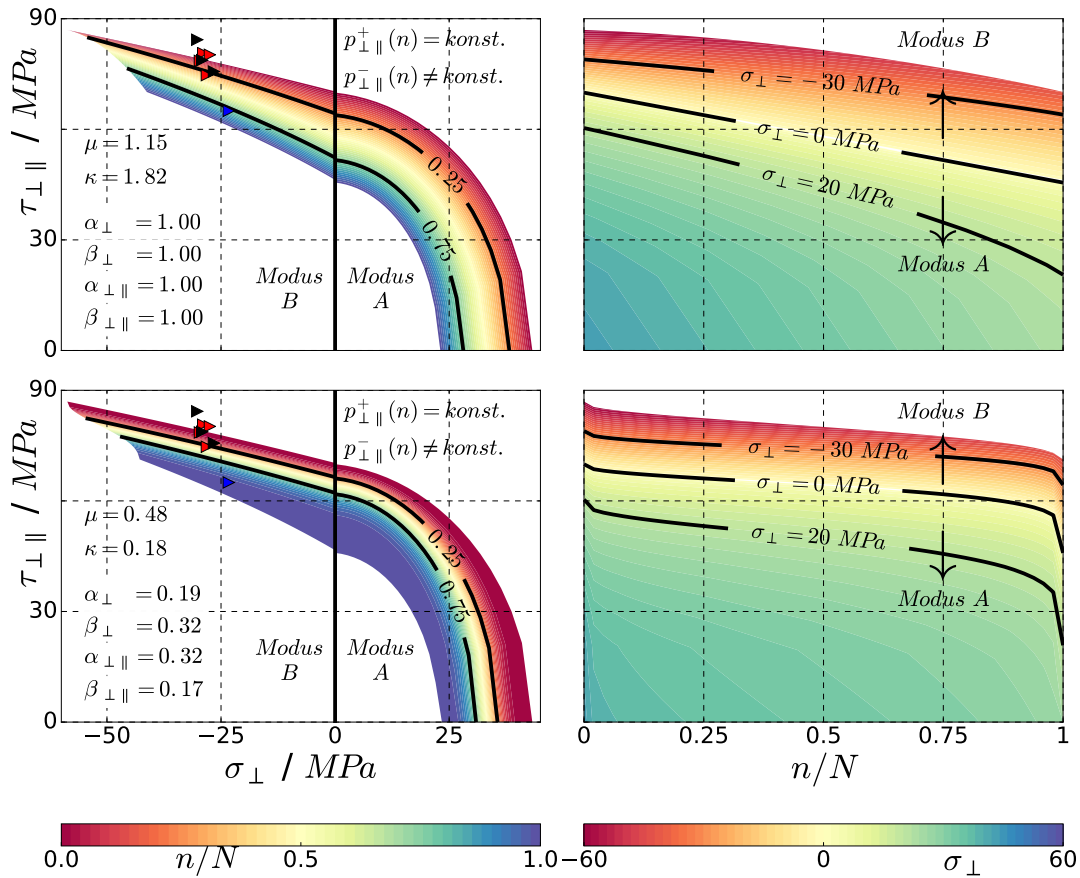 90
60
30
0
τ⊥∥ / MPa
p⁺⊥∥(n) = konst.
p⁻⊥∥(n) ≠ konst.
μ = 1.15
κ = 1.82
α⊥ = 1.00
β⊥ = 1.00
α⊥∥ = 1.00
β⊥∥ = 1.00
0.25
0.75
Modus B
Modus A
Modus B
σ⊥ = −30 MPa
σ⊥ = 0 MPa
σ⊥ = 20 MPa
Modus A
90
60
30
0
τ⊥∥ / MPa
p⁺⊥∥(n) = konst.
p⁻⊥∥(n) ≠ konst.
μ = 0.48
κ = 0.18
α⊥ = 0.19
β⊥ = 0.32
α⊥∥ = 0.32
β⊥∥ = 0.17
0.25
0.75
Modus B
Modus A
−50 −25 0 25
σ⊥ / MPa
Modus B
σ⊥ = −30 MPa
σ⊥ = 0 MPa
σ⊥ = 20 MPa
Modus A
0 0.25 0.5 0.75 1
n/N
0.0 n/N 0.5 1.0
−60 0 σ⊥ 60